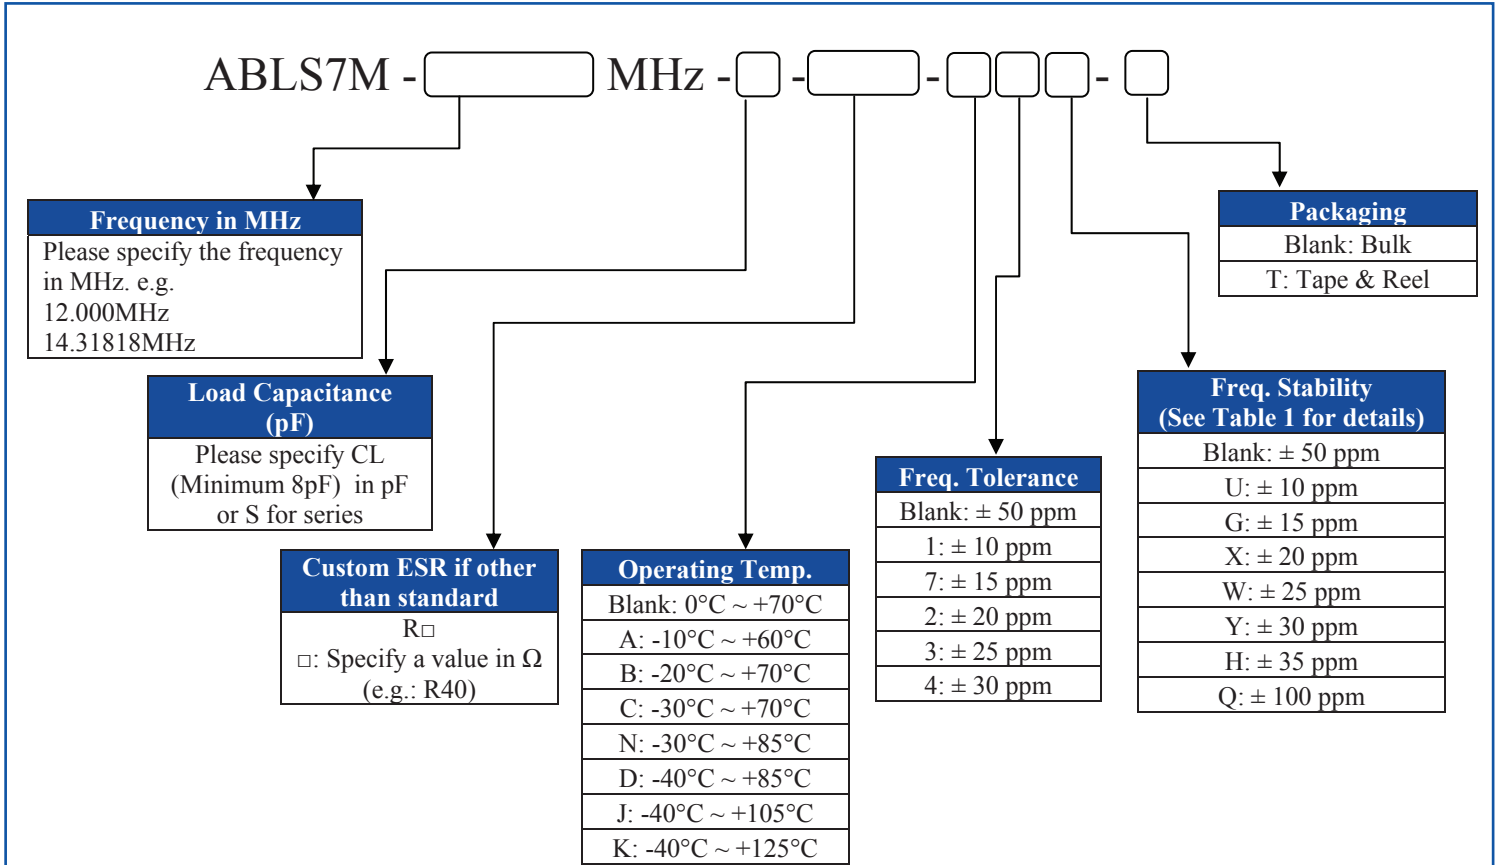 ABLS7M - MHz - - - -
Frequency in MHz
Please specify the frequency
in MHz. e.g.
12.000MHz
14.31818MHz
Load Capacitance
(pF)
Please specify CL
(Minimum 8pF) in pF
or S for series
Custom ESR if other
than standard
R□
□: Specify a value in Ω
(e.g.: R40)
Operating Temp.
Blank: 0°C ~ +70°C
A: -10°C ~ +60°C
B: -20°C ~ +70°C
C: -30°C ~ +70°C
N: -30°C ~ +85°C
D: -40°C ~ +85°C
J: -40°C ~ +105°C
K: -40°C ~ +125°C
Freq. Tolerance
Blank: ± 50 ppm
1: ± 10 ppm
7: ± 15 ppm
2: ± 20 ppm
3: ± 25 ppm
4: ± 30 ppm
Freq. Stability
(See Table 1 for details)
Blank: ± 50 ppm
U: ± 10 ppm
G: ± 15 ppm
X: ± 20 ppm
W: ± 25 ppm
Y: ± 30 ppm
H: ± 35 ppm
Q: ± 100 ppm
Packaging
Blank: Bulk
T: Tape & Reel